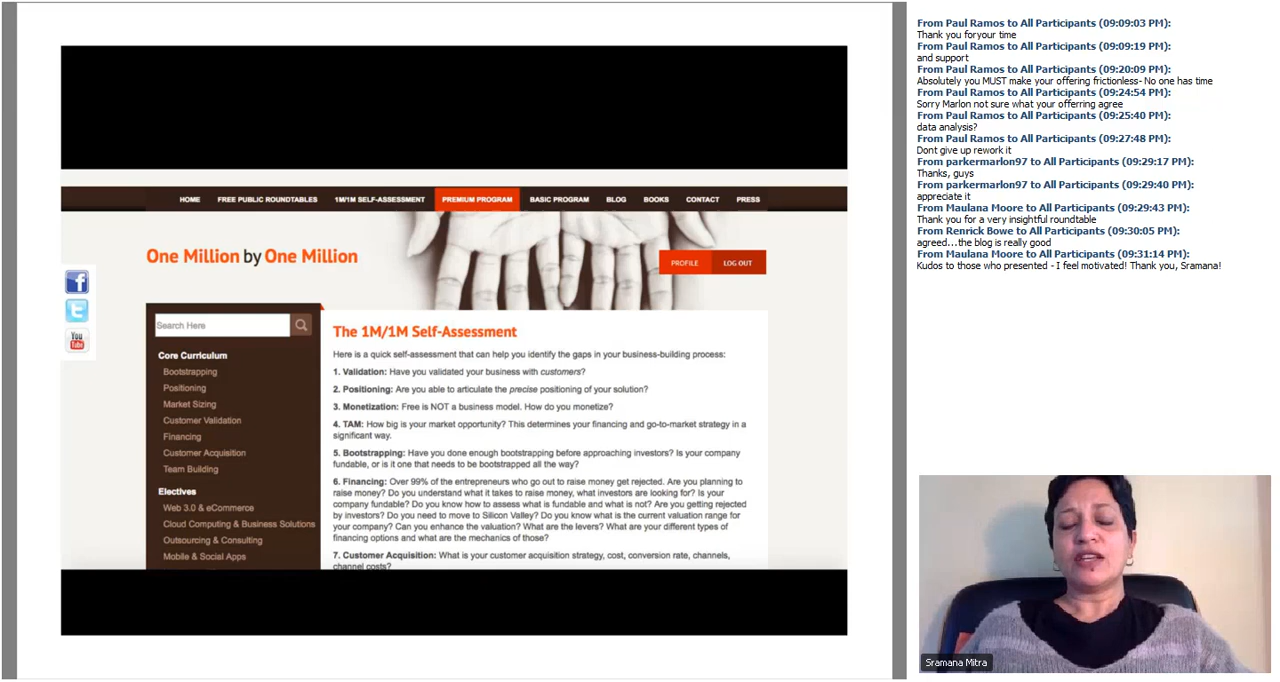 HOME FREE PUBLIC ROUNDTABLES 1M/1M SELF-ASSESSMENT PREMIUM PROGRAM BASIC PROGRAM BLOG BOOKS CONTACT PRESS
One Million by One Million
PROFILE LOG OUT
Search Here
Core Curriculum
Bootstrapping
Positioning
Market Sizing
Customer Validation
Financing
Customer Acquisition
Team Building
Electives
Web 3.0 & eCommerce
Cloud Computing & Business Solutions
Outsourcing & Consulting
Mobile & Social Apps
The 1M/1M Self-Assessment
Here is a quick self-assessment that can help you identify the gaps in your business-building process:
1. Validation: Have you validated your business with customers?
2. Positioning: Are you able to articulate the precise positioning of your solution?
3. Monetization: Free is NOT a business model. How do you monetize?
4. TAM: How big is your market opportunity? This determines your financing and go-to-market strategy in a
significant way.
5. Bootstrapping: Have you done enough bootstrapping before approaching investors? Is your company
fundable, or is it one that needs to be bootstrapped all the way?
6. Financing: Over 99% of the entrepreneurs who go out to raise money get rejected. Are you planning to
raise money? Do you understand what it takes to raise money, what investors are looking for? Is your
company fundable? Do you know how to assess what is fundable and what is not? Are you getting rejected
by investors? Do you need to move to Silicon Valley? Do you know what the current valuation range for
your company? Can you enhance the valuation? What are the levers? What are your different types of
financing options and what are the mechanics of those?
7. Customer Acquisition: What is your customer acquisition strategy, cost, conversion rate, channels,
channel costs?
You
Tube
From Paul Ramos to All Participants (09:09:03 PM):
Thank you foryour time
From Paul Ramos to All Participants (09:09:19 PM):
and support
From Paul Ramos to All Participants (09:20:09 PM):
Absolutely you MUST make your offering frictionless- No one has time
From Paul Ramos to All Participants (09:24:54 PM):
Sorry Marlon not sure what your offerring agree
From Paul Ramos to All Participants (09:25:40 PM):
data analysis?
From Paul Ramos to All Participants (09:27:48 PM):
Dont give up rework it
From parkermarlon97 to All Participants (09:29:17 PM):
Thanks, guys
From parkermarlon97 to All Participants (09:29:40 PM):
appreciate it
From Maulana Moore to All Participants (09:29:43 PM):
Thank you for a very insightful roundtable
From Renrick Bowe to All Participants (09:30:05 PM):
agreed...the blog is really good
From Maulana Moore to All Participants (09:31:14 PM):
Kudos to those who presented - I feel motivated! Thank you, Sramana!
Sramana Mitra